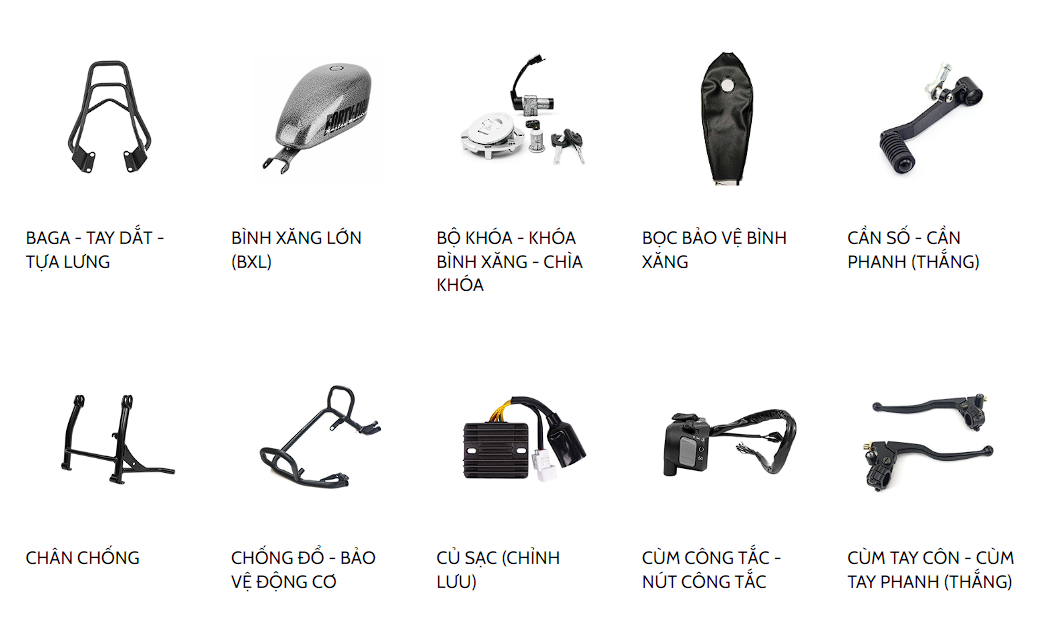 BAGA - TAY DẮT -
TỰA LƯNG
BÌNH XĂNG LỚN
(BXL)
BỘ KHÓA - KHÓA
BÌNH XĂNG - CHÌA
KHÓA
BỌC BẢO VỆ BÌNH
XĂNG
CẦN SỐ - CẦN
PHANH (THẮNG)
CHÂN CHỐNG
CHỐNG ĐỔ - BẢO
VỆ ĐỘNG CƠ
CỦ SẠC (CHỈNH
LƯU)
CÙM CÔNG TẮC -
NÚT CÔNG TẮC
CÙM TAY CÔN - CÙM
TAY PHANH (THẮNG)